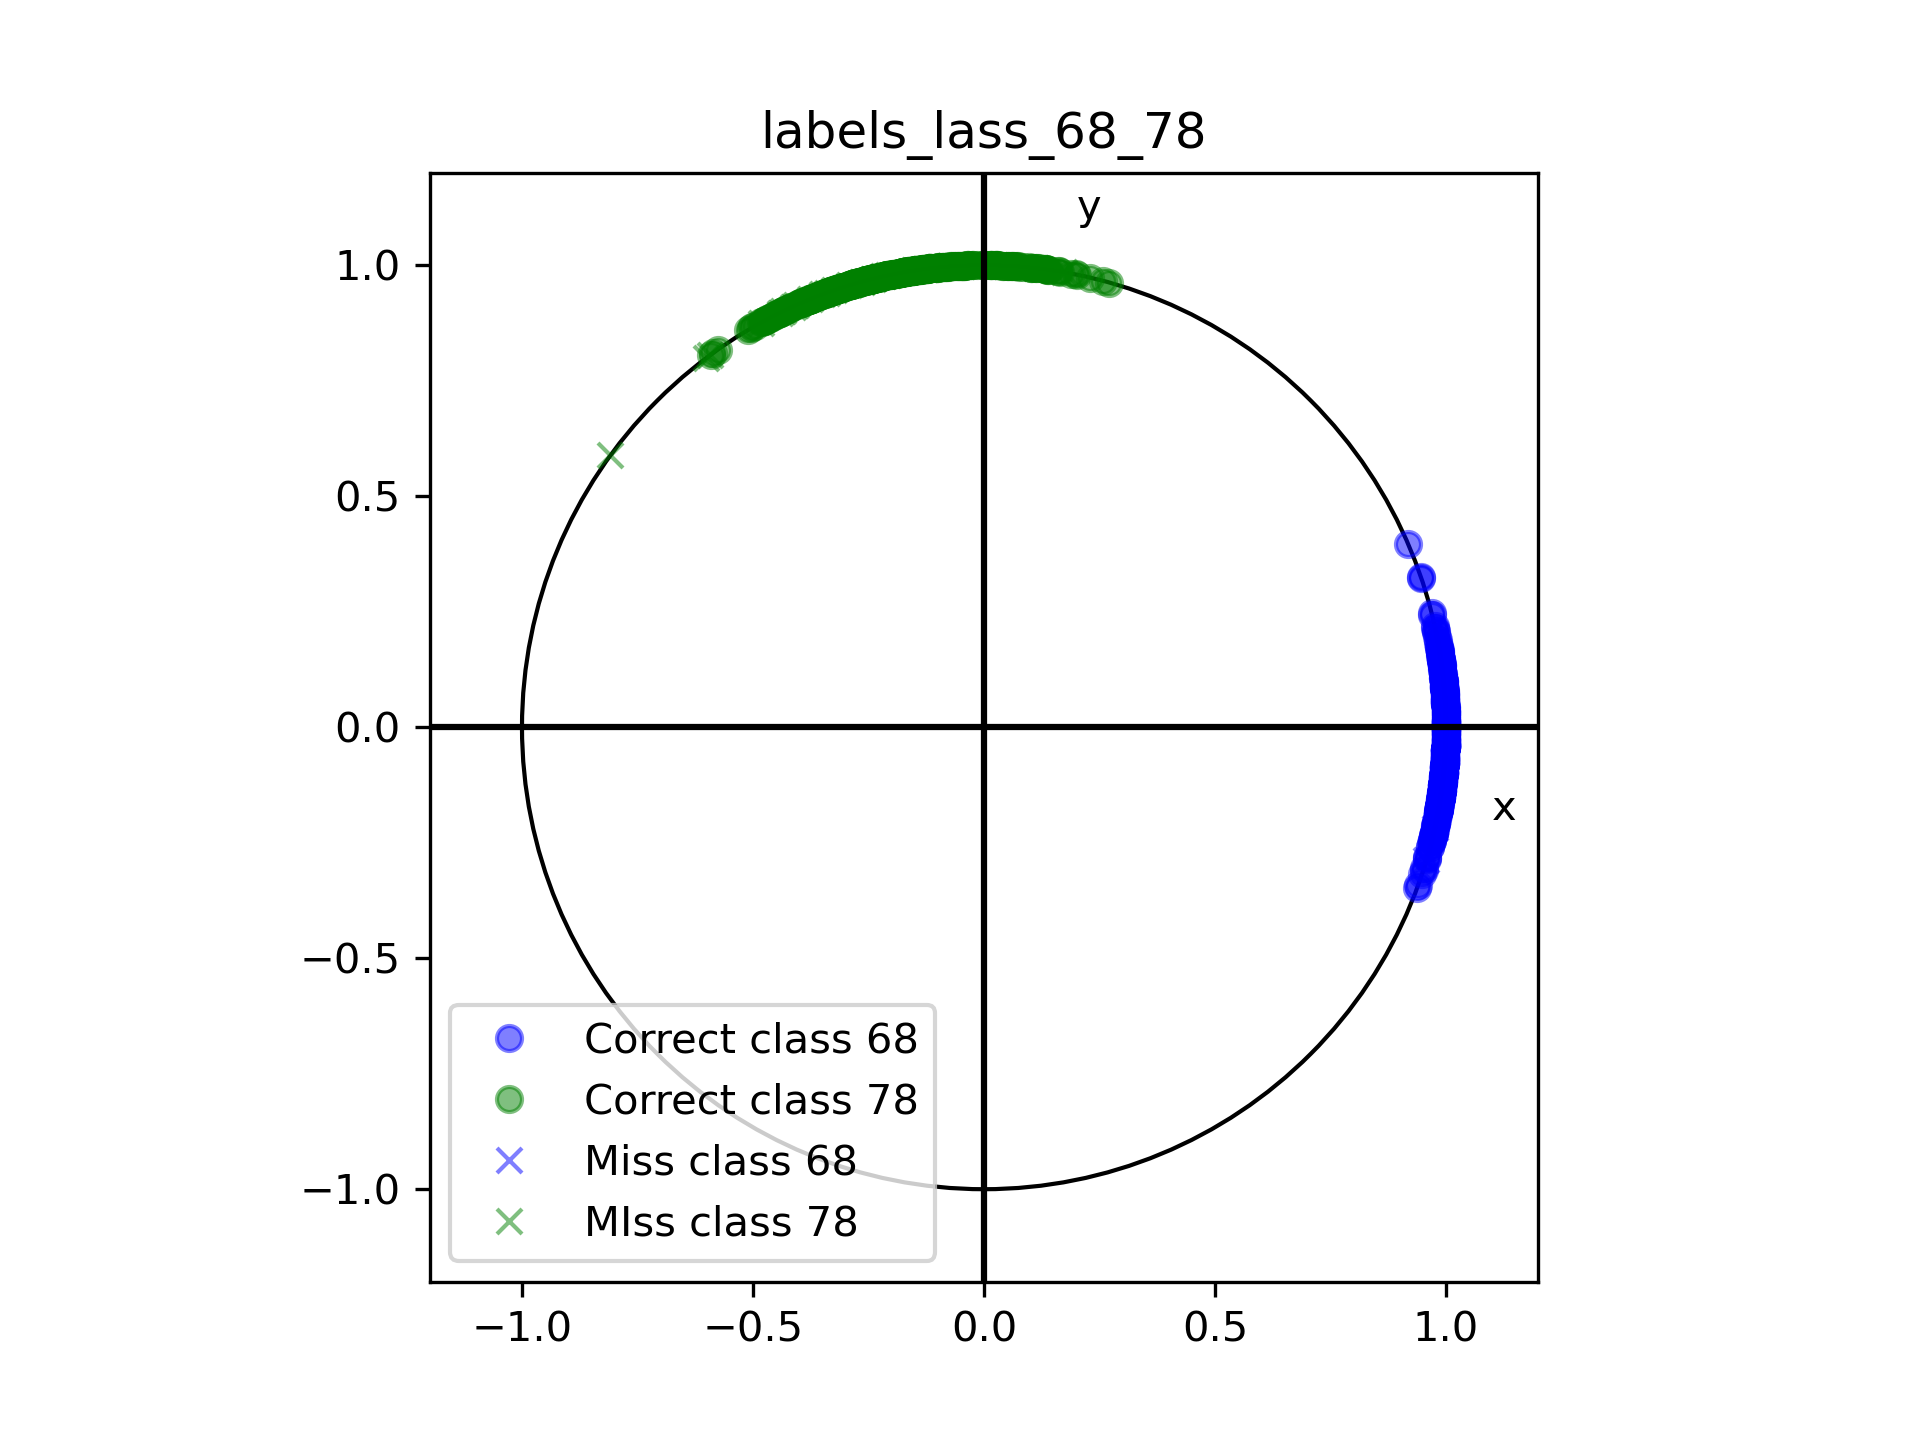 labels_lass_68_78
y
1.0
0.5
0.0
x
−0.5
−1.0
Correct class 68
Correct class 78
Miss class 68
MIss class 78
−1.0 −0.5 0.0 0.5 1.0